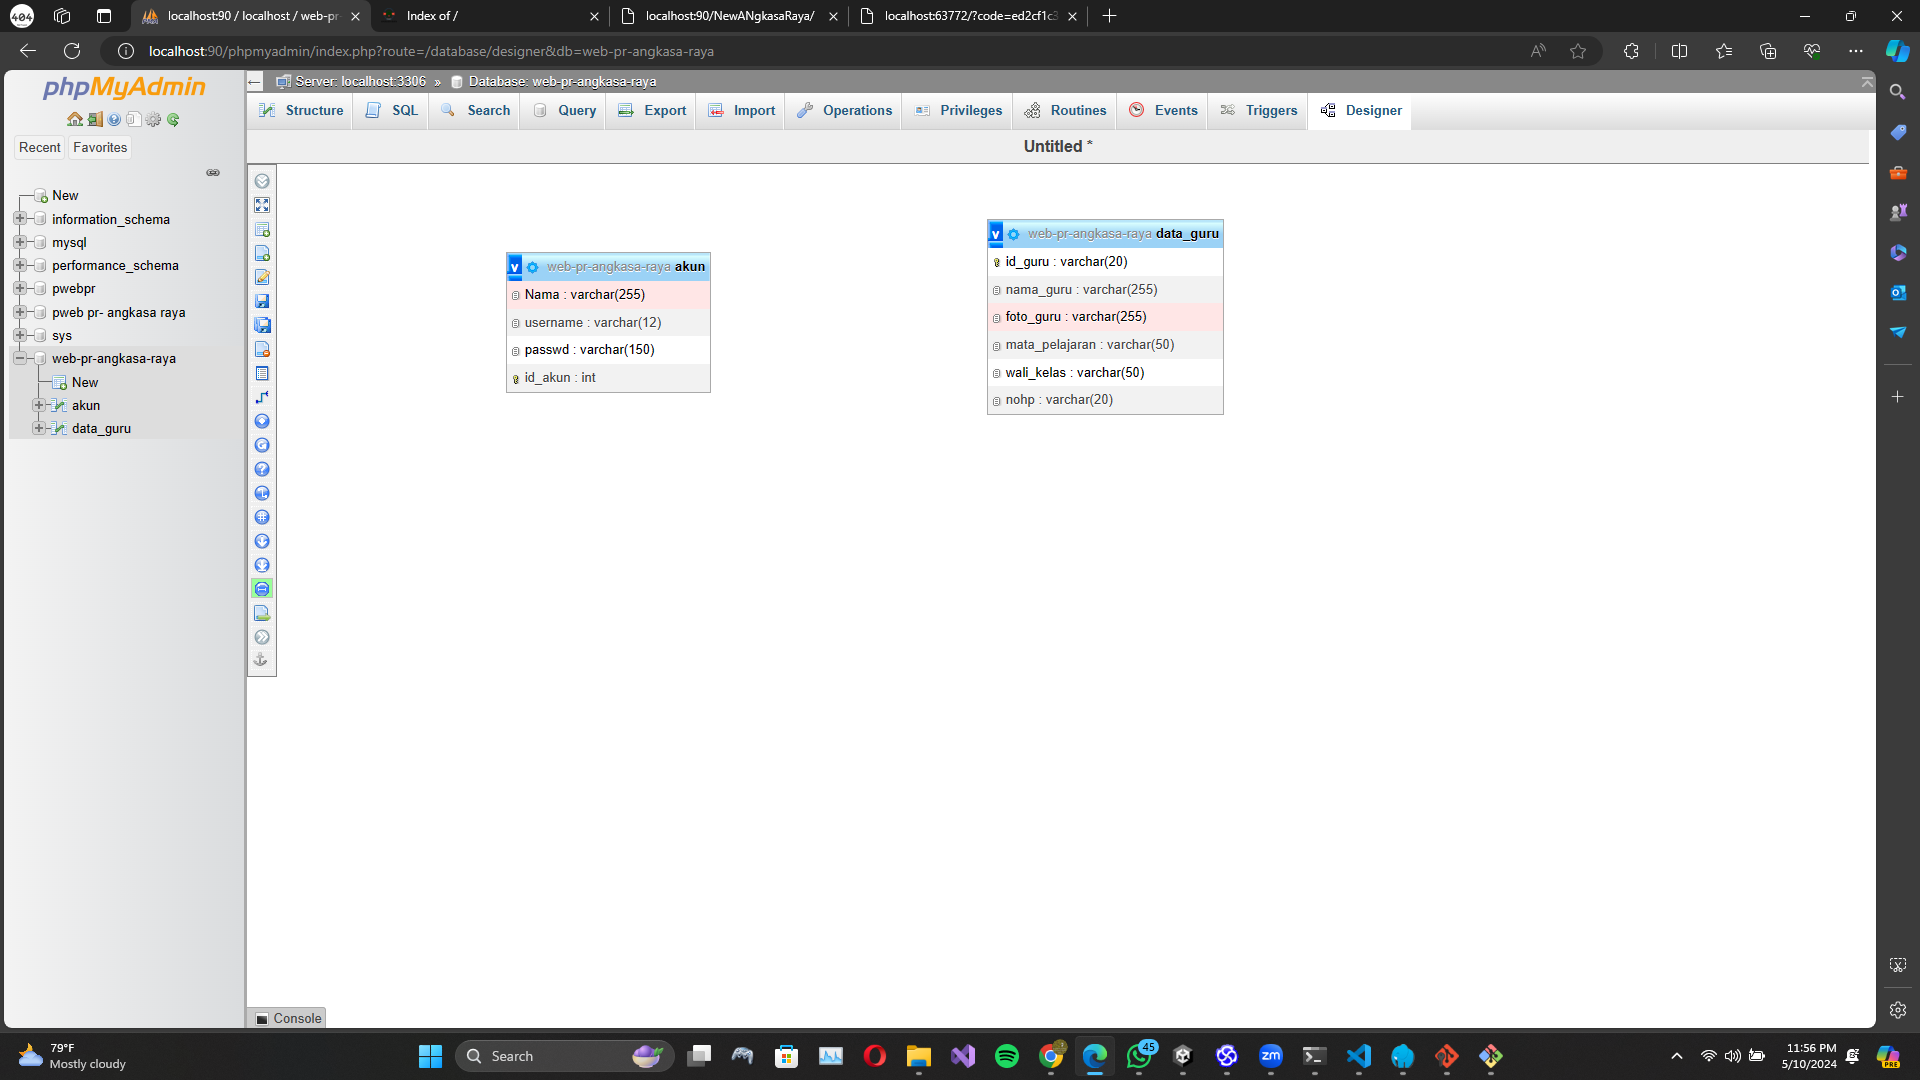 404
localhost:90 / localhost / web-pr-
Index of /
localhost:90/NewANgkasaRaya/
localhost:63772/?code=ed2cf1c3
localhost:90/phpmyadmin/index.php?route=/database/designer&db=web-pr-angkasa-raya
phpMyAdmin
Recent
Favorites
New
information_schema
mysql
performance_schema
pwebpr
pweb pr- angkasa raya
sys
web-pr-angkasa-raya
New
akun
data_guru
Server: localhost:3306 » Database: web-pr-angkasa-raya
Structure
SQL
Search
Query
Export
Import
Operations
Privileges
Routines
Events
Triggers
Designer
Untitled *
v web-pr-angkasa-raya akun
Nama : varchar(255)
username : varchar(12)
passwd : varchar(150)
id_akun : int
v web-pr-angkasa-raya data_guru
id_guru : varchar(20)
nama_guru : varchar(255)
foto_guru : varchar(255)
mata_pelajaran : varchar(50)
wali_kelas : varchar(50)
nohp : varchar(20)
Console
79°F
Mostly cloudy
Search
45
zm
11:56 PM
5/10/2024
PRE